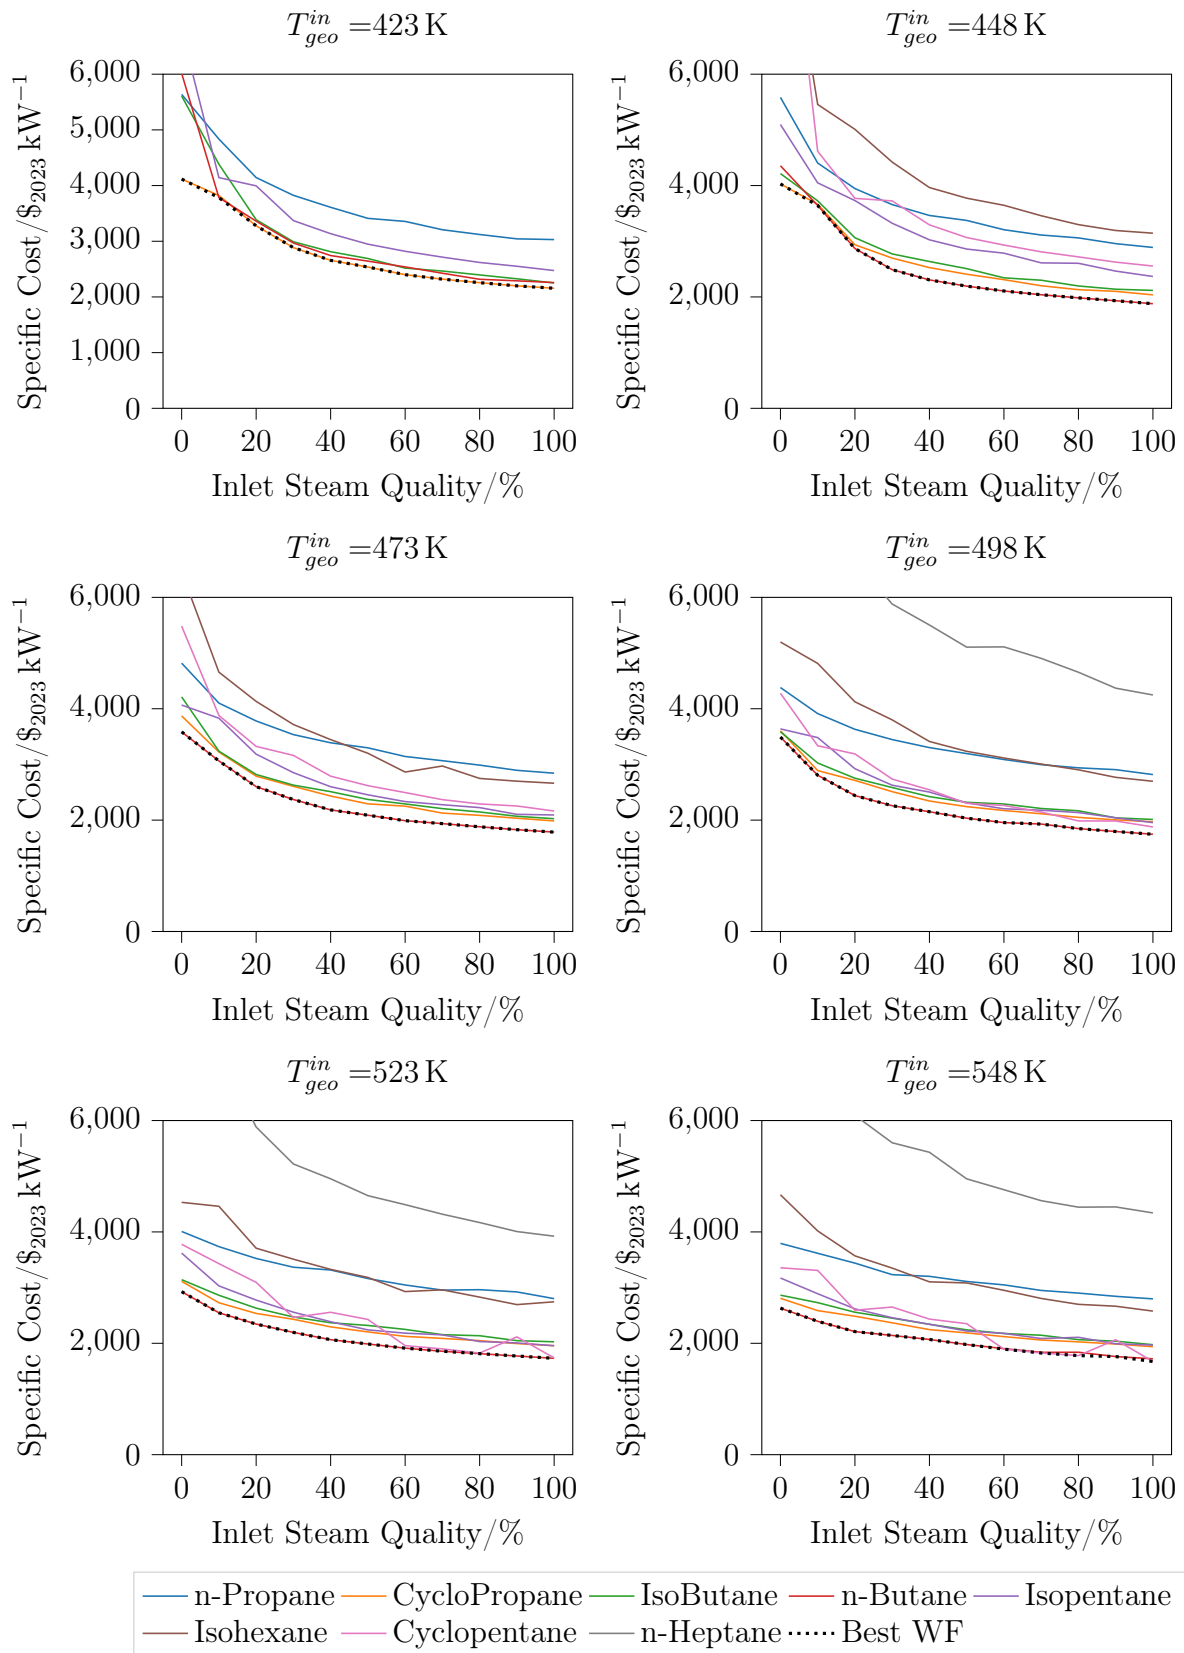 T_geo^in =423 K
Specific Cost/$2023 kW−1
6,000
5,000
4,000
3,000
2,000
1,000
0
0 20 40 60 80 100
Inlet Steam Quality/%
T_geo^in =448 K
Specific Cost/$2023 kW−1
6,000
4,000
2,000
0
0 20 40 60 80 100
Inlet Steam Quality/%
T_geo^in =473 K
Specific Cost/$2023 kW−1
6,000
4,000
2,000
0
0 20 40 60 80 100
Inlet Steam Quality/%
T_geo^in =498 K
Specific Cost/$2023 kW−1
6,000
4,000
2,000
0
0 20 40 60 80 100
Inlet Steam Quality/%
T_geo^in =523 K
Specific Cost/$2023 kW−1
6,000
4,000
2,000
0
0 20 40 60 80 100
Inlet Steam Quality/%
T_geo^in =548 K
Specific Cost/$2023 kW−1
6,000
4,000
2,000
0
0 20 40 60 80 100
Inlet Steam Quality/%
n-Propane CycloPropane IsoButane n-Butane Isopentane
Isohexane Cyclopentane n-Heptane Best WF